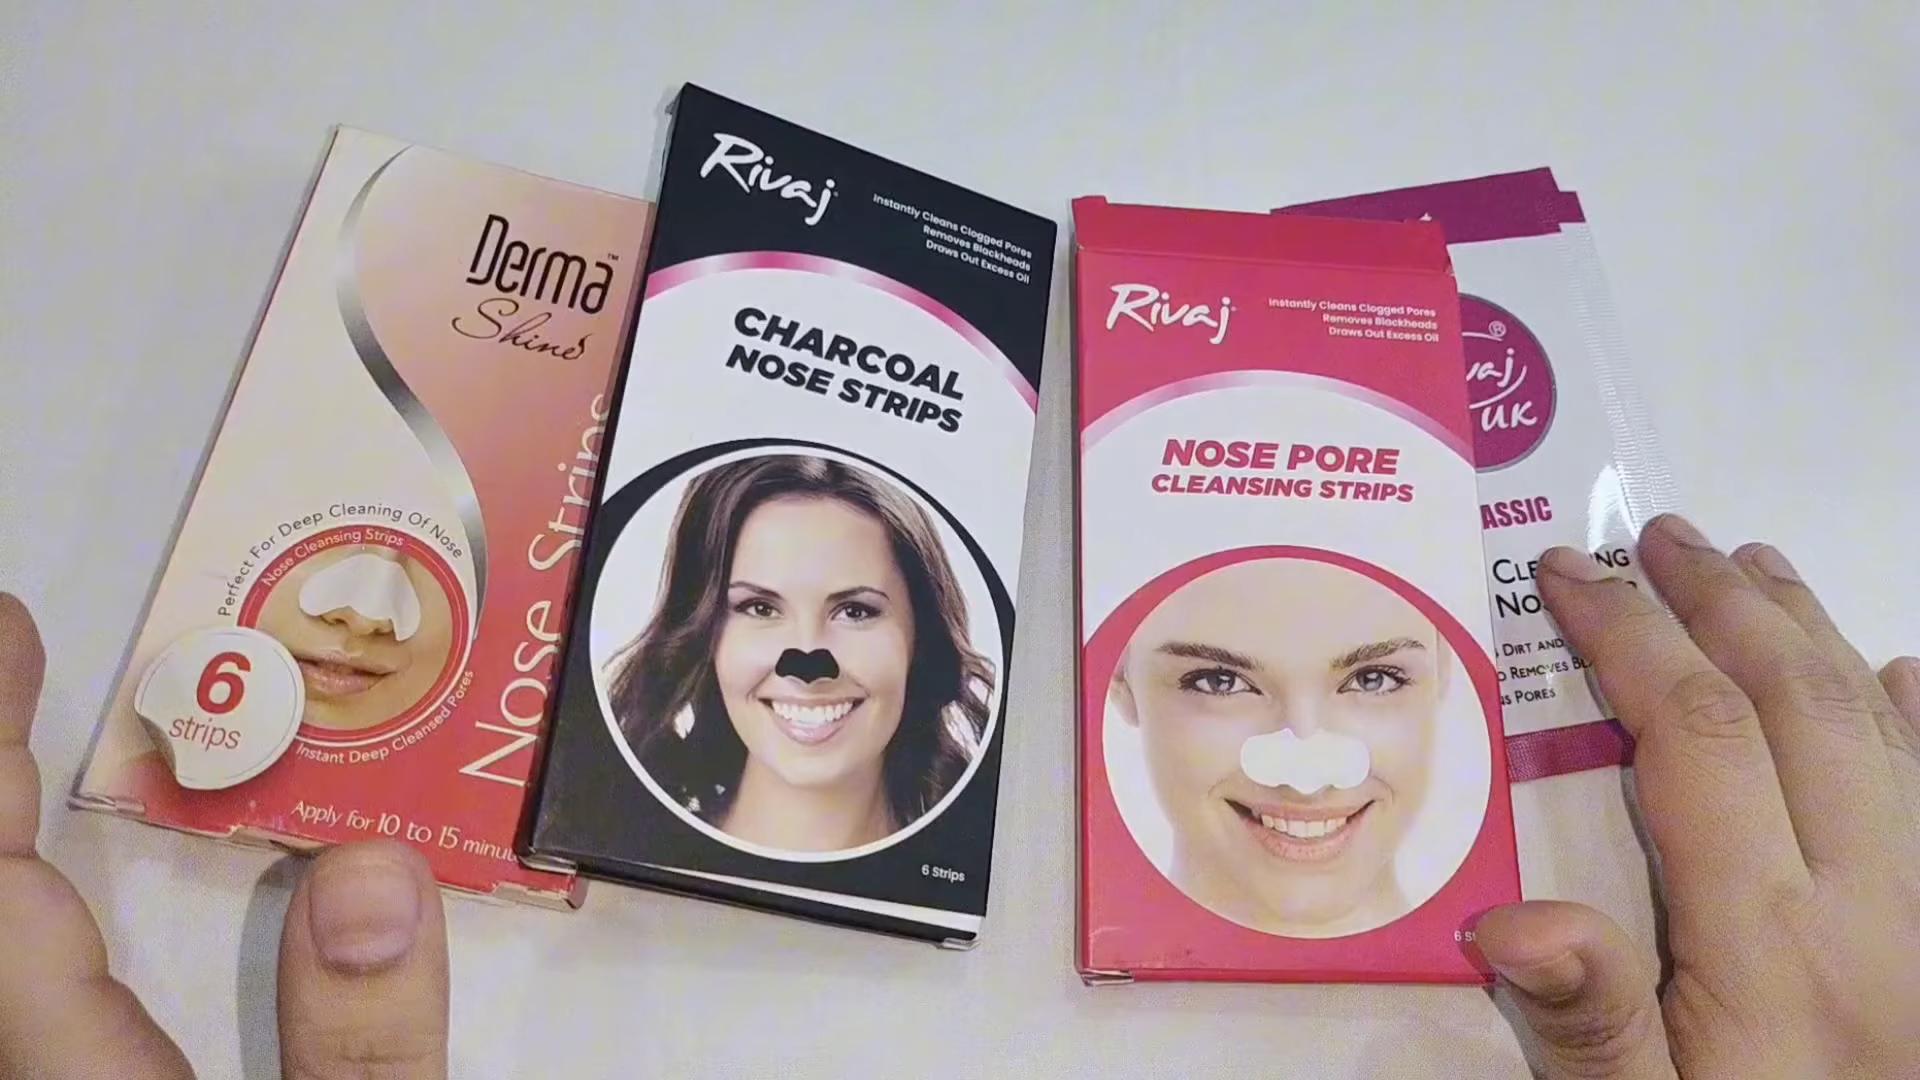 Derma™
Shine
Nose Strips
Perfect For Deep Cleaning Of Nose
Nose Cleansing Strips
Instant Deep Cleansed Pores
6
strips
Apply for 10 to 15
Rivaj
Instantly Cleans Clogged Pores
Removes Blackheads
Draws Out Excess Oil
CHARCOAL
NOSE STRIPS
6 Strips
Rivaj
Instantly Cleans Clogged Pores
Removes Blackheads
Draws Out Excess Oil
NOSE PORE
CLEANSING STRIPS
6
®
UK
DIRT AND
REMOVES
PORES